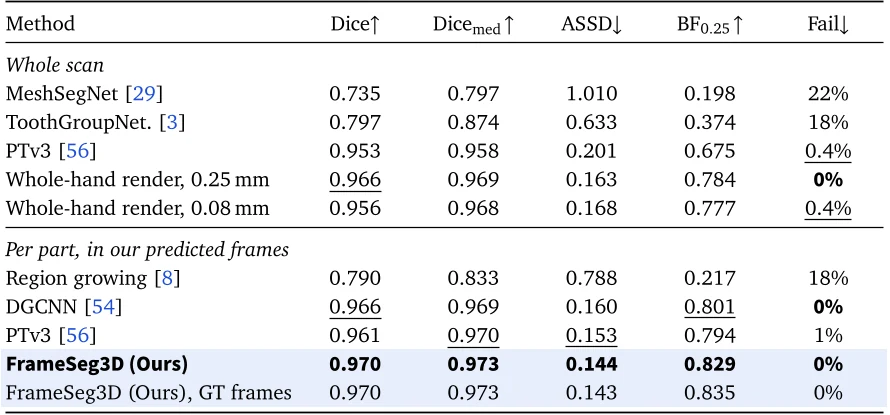 Method Dice↑ Dicemed↑ ASSD↓ BF0.25↑ Fail↓
Whole scan
MeshSegNet [29] 0.735 0.797 1.010 0.198 22%
ToothGroupNet. [3] 0.797 0.874 0.633 0.374 18%
PTv3 [56] 0.953 0.958 0.201 0.675 0.4%
Whole-hand render, 0.25 mm 0.966 0.969 0.163 0.784 0%
Whole-hand render, 0.08 mm 0.956 0.968 0.168 0.777 0.4%
Per part, in our predicted frames
Region growing [8] 0.790 0.833 0.788 0.217 18%
DGCNN [54] 0.966 0.969 0.160 0.801 0%
PTv3 [56] 0.961 0.970 0.153 0.794 1%
FrameSeg3D (Ours) 0.970 0.973 0.144 0.829 0%
FrameSeg3D (Ours), GT frames 0.970 0.973 0.143 0.835 0%